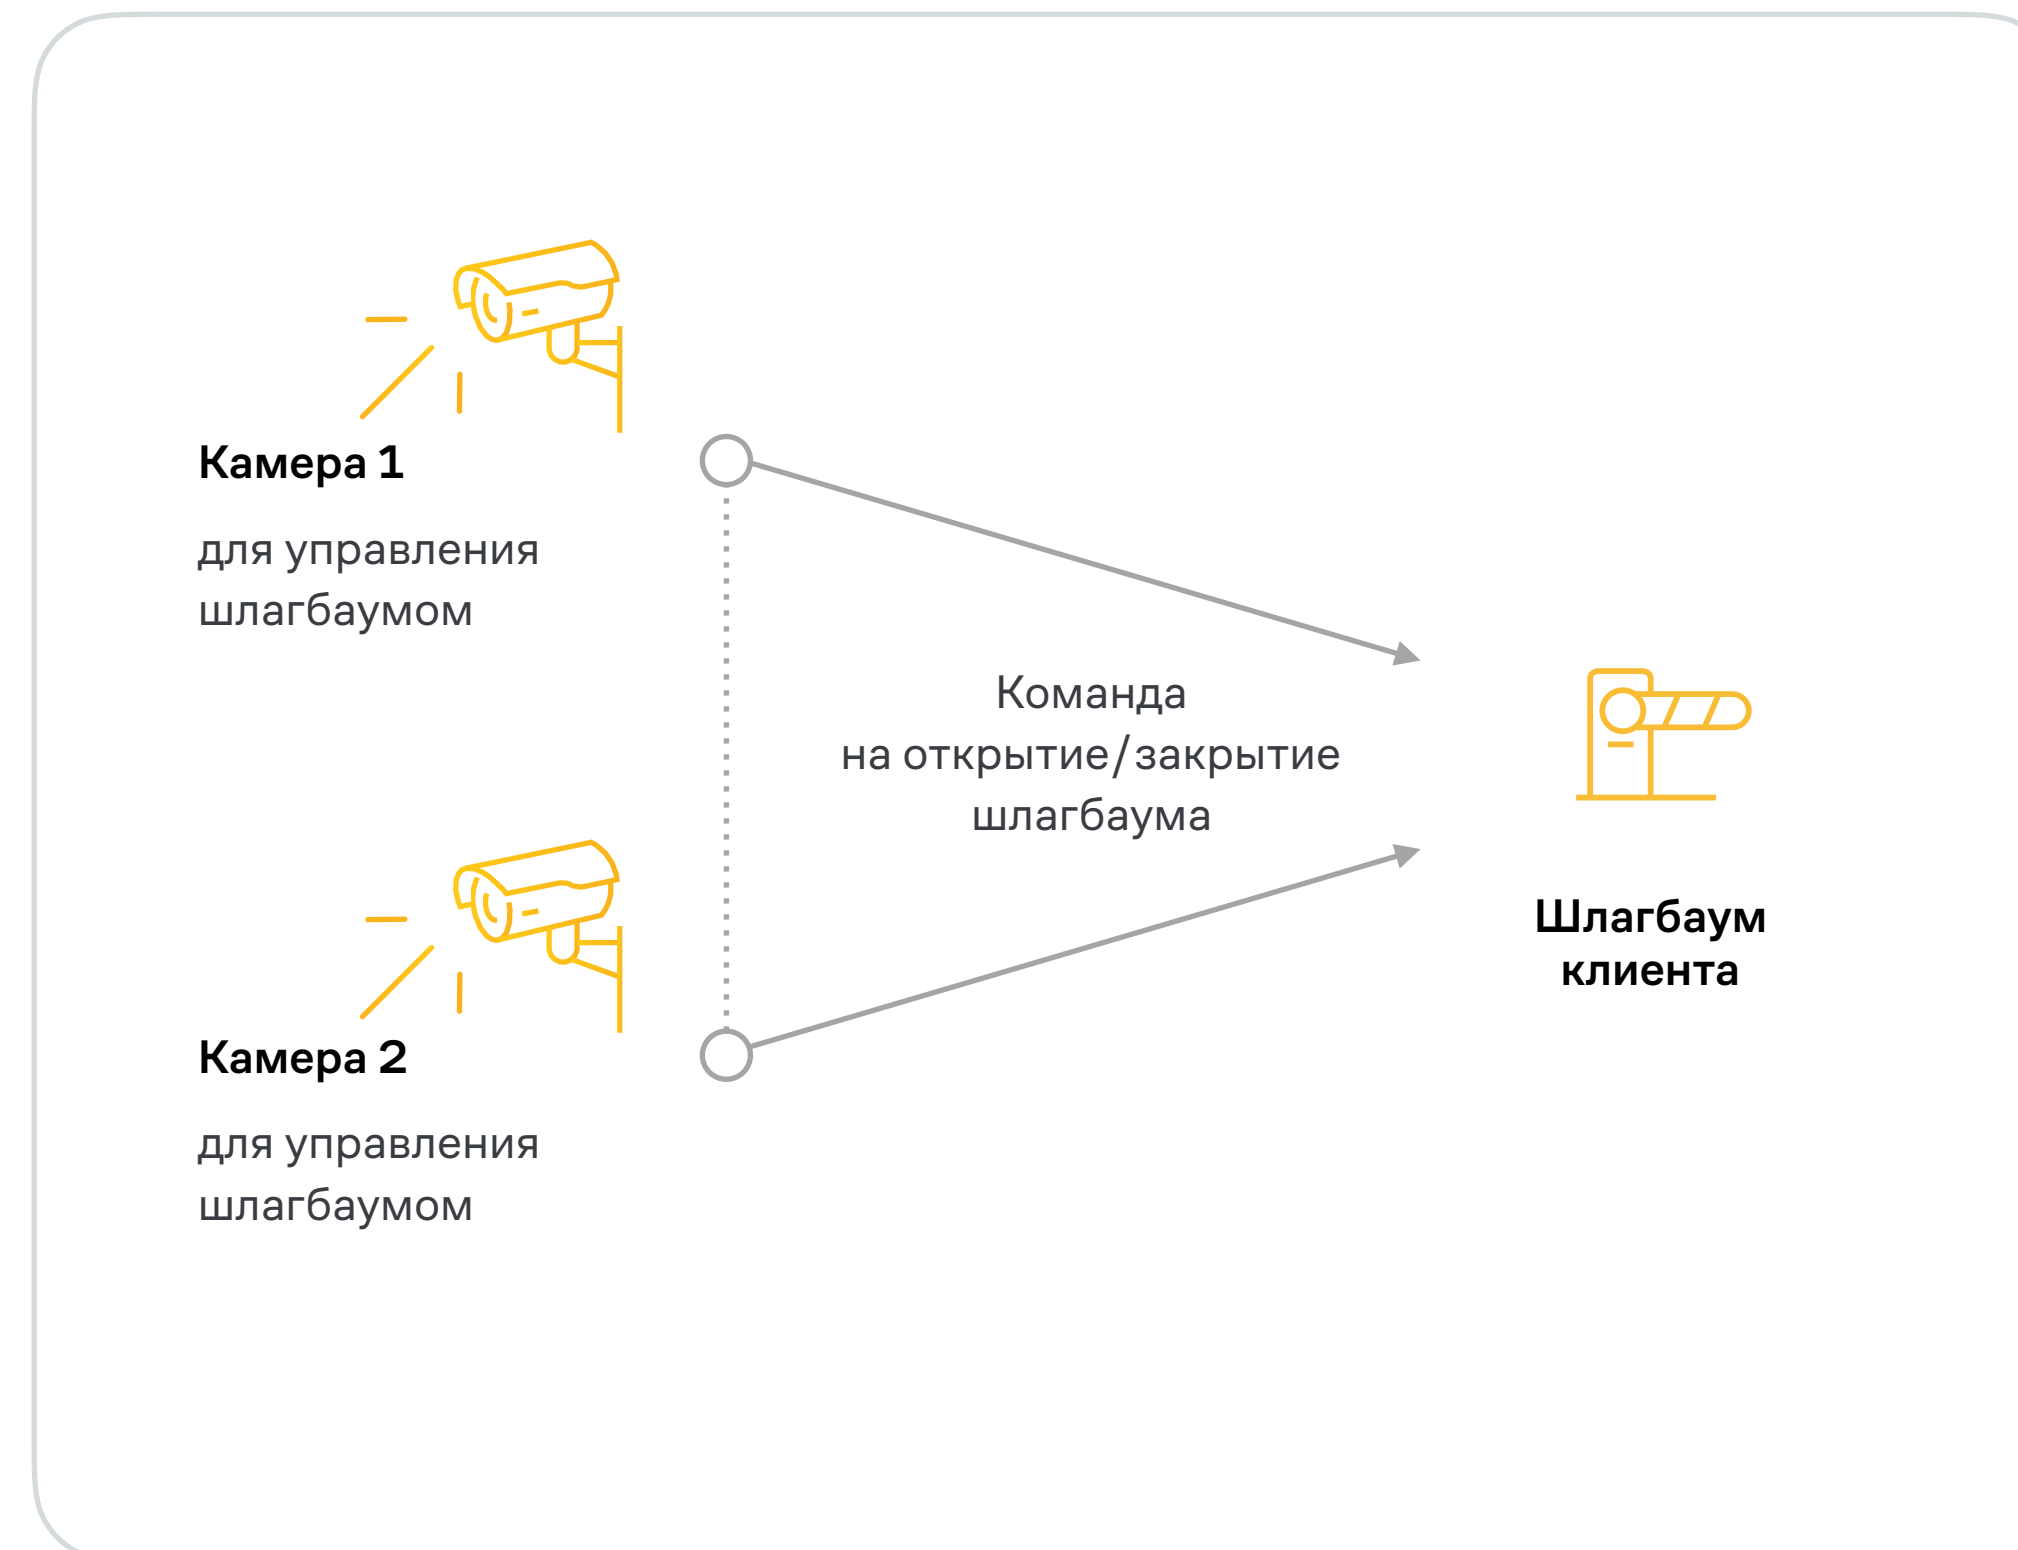 Камера 1
для управления
шлагбаумом
Команда
на открытие/закрытие
шлагбаума
Шлагбаум
клиента
Камера 2
для управления
шлагбаумом